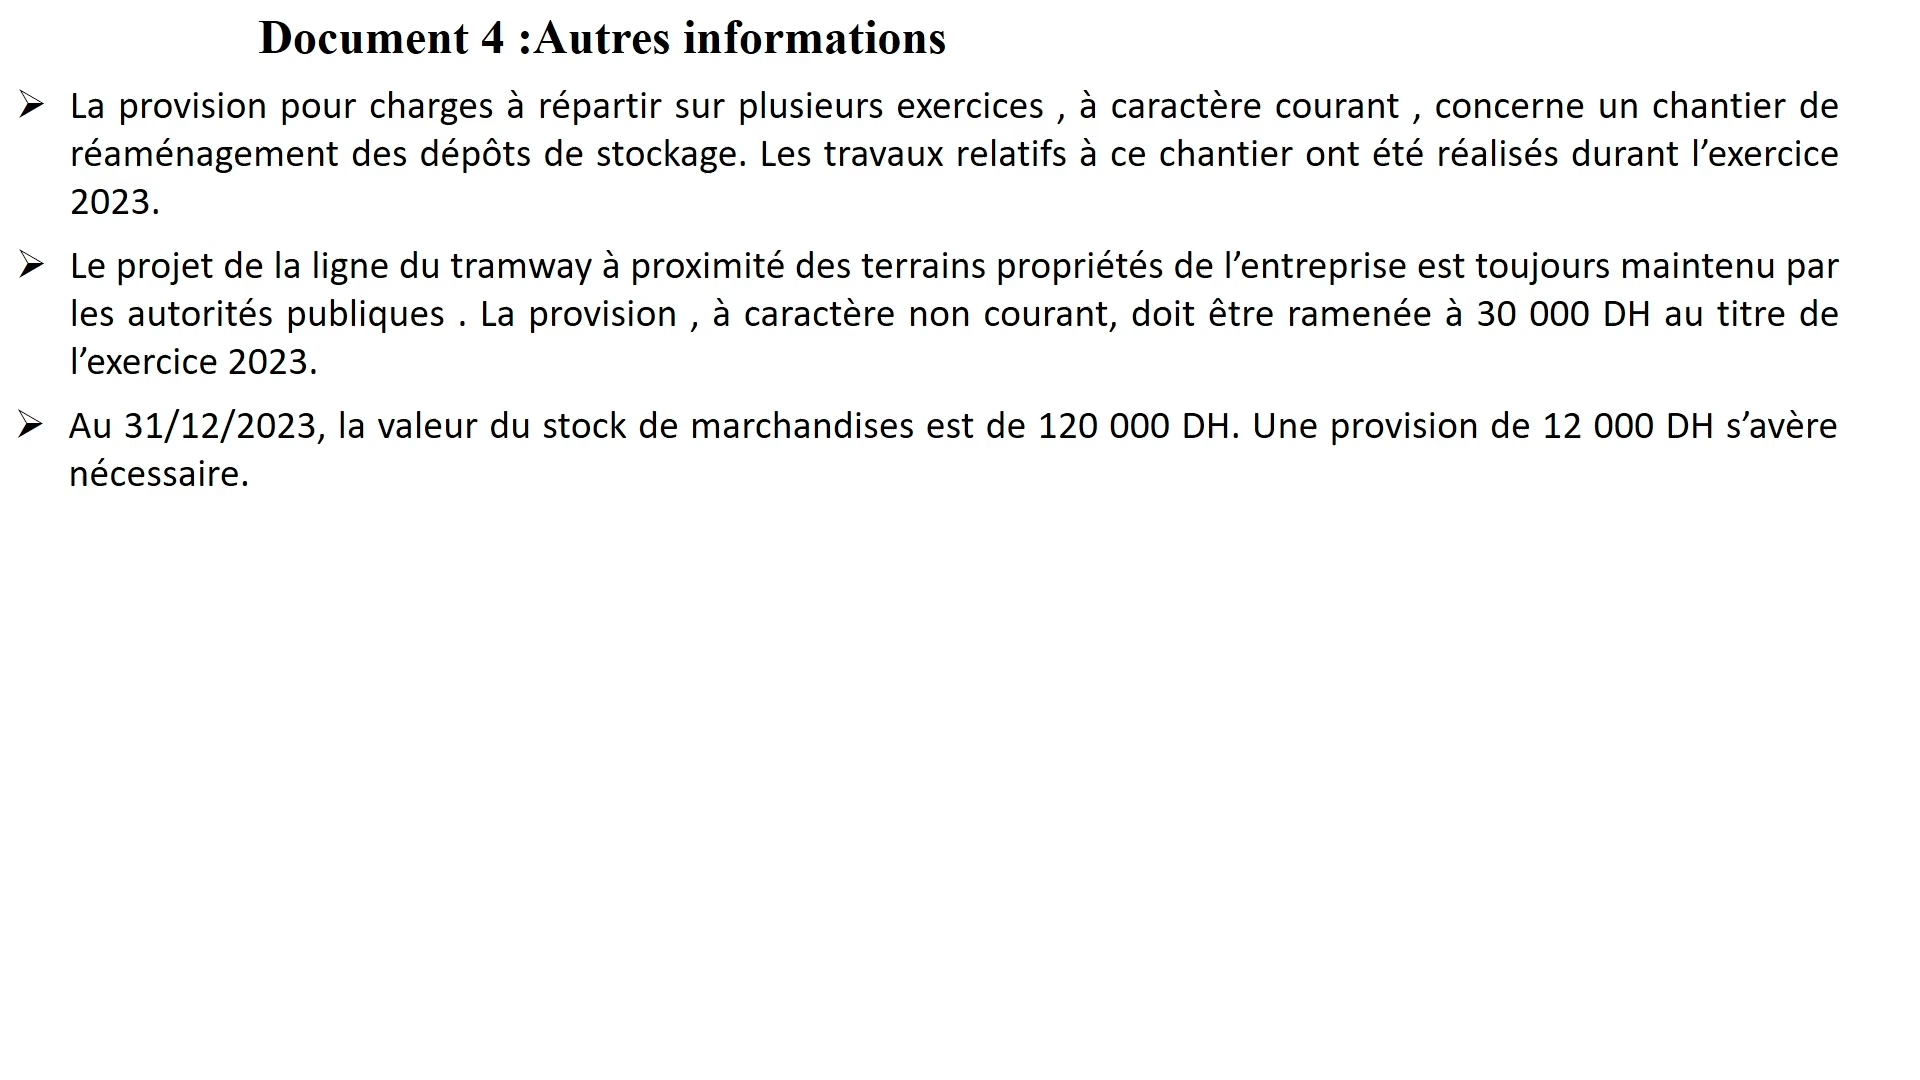 Document 4 :Autres informations
➢ La provision pour charges à répartir sur plusieurs exercices , à caractère courant , concerne un chantier de
réaménagement des dépôts de stockage. Les travaux relatifs à ce chantier ont été réalisés durant l’exercice
2023.
➢ Le projet de la ligne du tramway à proximité des terrains propriétés de l’entreprise est toujours maintenu par
les autorités publiques . La provision , à caractère non courant, doit être ramenée à 30 000 DH au titre de
l’exercice 2023.
➢ Au 31/12/2023, la valeur du stock de marchandises est de 120 000 DH. Une provision de 12 000 DH s’avère
nécessaire.